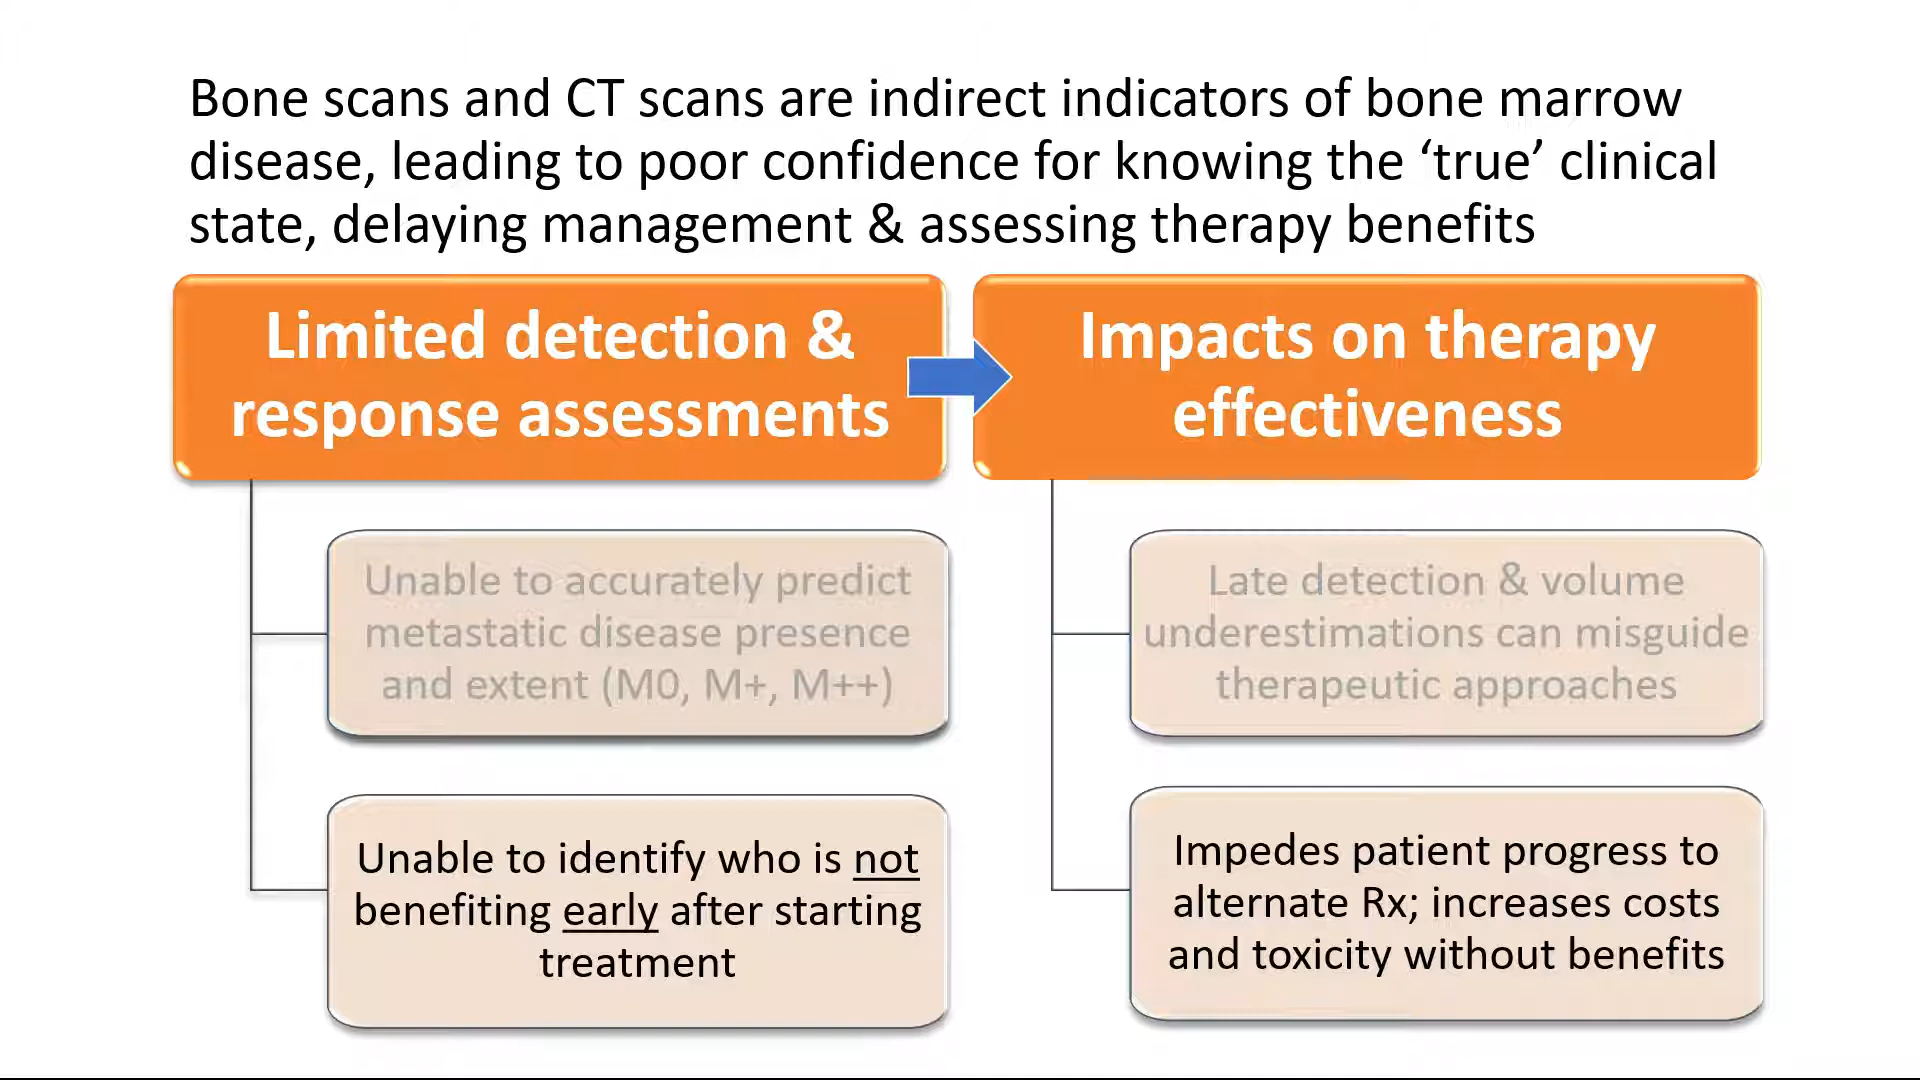 Bone scans and CT scans are indirect indicators of bone marrow
disease, leading to poor confidence for knowing the ‘true’ clinical
state, delaying management & assessing therapy benefits
Limited detection &
response assessments
Impacts on therapy
effectiveness
Unable to accurately predict
metastatic disease presence
and extent (M0, M+, M++)
Late detection & volume
underestimations can misguide
therapeutic approaches
Unable to identify who is not
benefiting early after starting
treatment
Impedes patient progress to
alternate Rx; increases costs
and toxicity without benefits